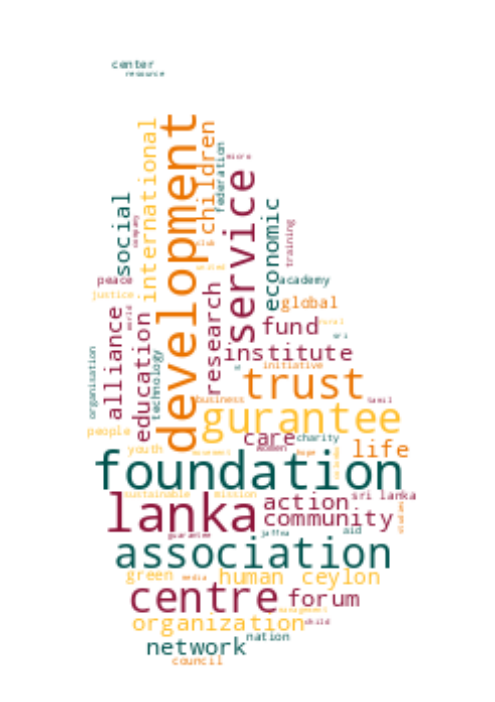 center
resource
development
international
children
federation
micro
service
social
company
economic
training
peace
justice
club
united
academy
global
research
alliance
world
education
technology
organisation
fund
rural
sri
institute
initiative
trust
business
tamil
gurantee
people
care
charity
women
hope
life
youth
foundation
lanka
sustainable
mission
action
sri lanka
community
guarantee
jaffna
aid
association
green
media
human
ceylon
centre
forum
management
organization
child
network
nation
council